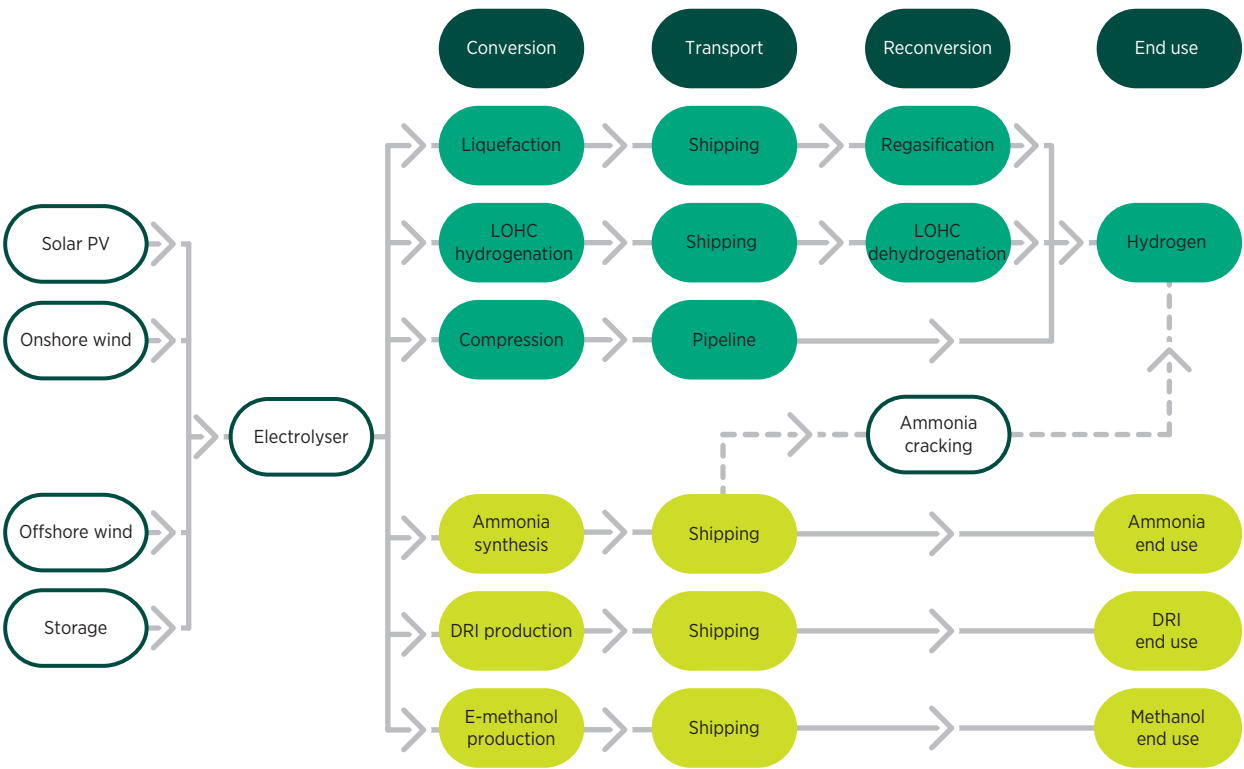 Conversion
Transport
Reconversion
End use
Liquefaction
Shipping
Regasification
Solar PV
LOHC
hydrogenation
Shipping
LOHC
dehydrogenation
Hydrogen
Onshore wind
Compression
Pipeline
Electrolyser
Ammonia
cracking
Offshore wind
Ammonia
synthesis
Shipping
Ammonia
end use
Storage
DRI production
Shipping
DRI
end use
E-methanol
production
Shipping
Methanol
end use